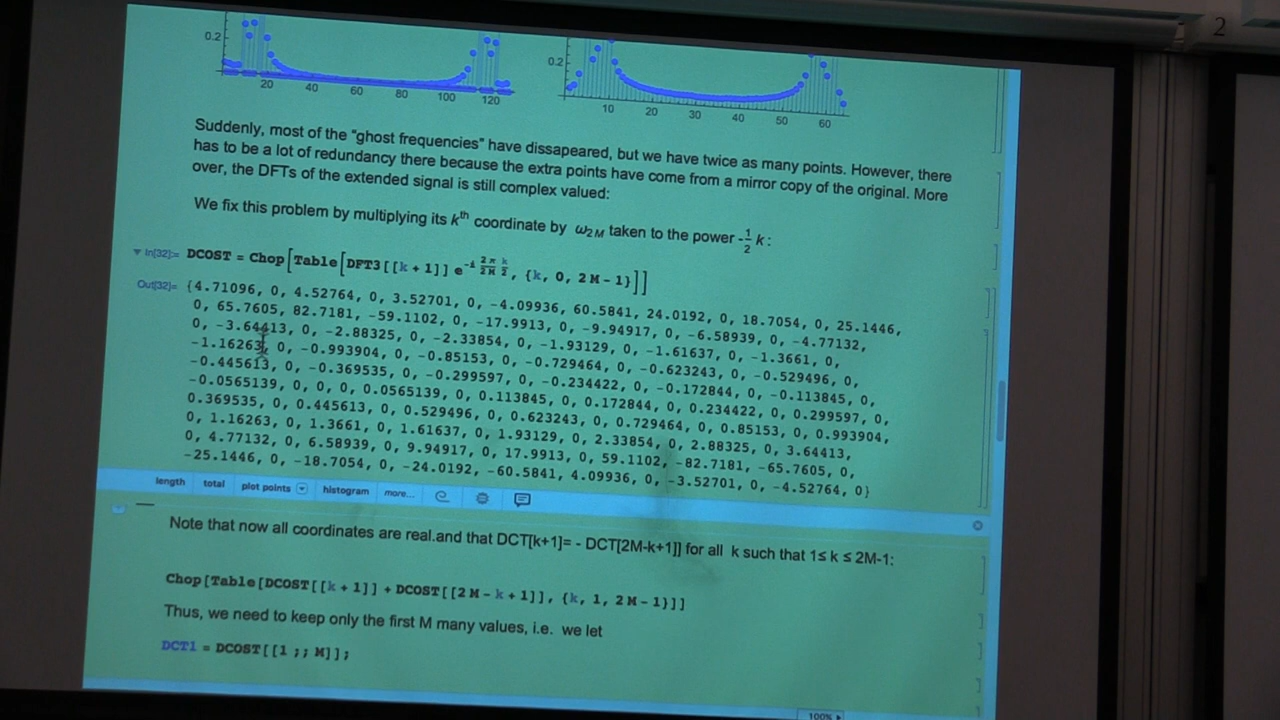 2
0.2
20 40 60 80 100 120
0.2
10 20 30 40 50 60
Suddenly, most of the "ghost frequencies" have dissapeared, but we have twice as many points. However, there
has to be a lot of redundancy there because the extra points have come from a mirror copy of the original. More
over, the DFTs of the extended signal is still complex valued:
We fix this problem by multiplying its k^th coordinate by ω_2M taken to the power -1/2 k:
In[32]:= DCOST = Chop[Table[DFT3[[k + 1]] e^(-i 2π/2M k/2), {k, 0, 2 M - 1}]]
Out[32]= {4.71096, 0, 4.52764, 0, 3.52701, 0, -4.09936, 60.5841, 24.0192, 0, 18.7054, 0, 25.1446,
0, 65.7605, 82.7181, -59.1102, 0, -17.9913, 0, -9.94917, 0, -6.58939, 0, -4.77132,
0, -3.64413, 0, -2.88325, 0, -2.33854, 0, -1.93129, 0, -1.61637, 0, -1.3661, 0,
-1.16263, 0, -0.993904, 0, -0.85153, 0, -0.729464, 0, -0.623243, 0, -0.529496, 0,
-0.445613, 0, -0.369535, 0, -0.299597, 0, -0.234422, 0, -0.172844, 0, -0.113845, 0,
-0.0565139, 0, 0, 0, 0.0565139, 0, 0.113845, 0, 0.172844, 0, 0.234422, 0, 0.299597, 0,
0.369535, 0, 0.445613, 0, 0.529496, 0, 0.623243, 0, 0.729464, 0, 0.85153, 0, 0.993904,
0, 1.16263, 0, 1.3661, 0, 1.61637, 0, 1.93129, 0, 2.33854, 0, 2.88325, 0, 3.64413,
0, 4.77132, 0, 6.58939, 0, 9.94917, 0, 17.9913, 0, 59.1102, -82.7181, -65.7605, 0,
-25.1446, 0, -18.7054, 0, -24.0192, -60.5841, 4.09936, 0, -3.52701, 0, -4.52764, 0}
length total plot points histogram more...
Note that now all coordinates are real.and that DCT[k+1]= - DCT[2M-k+1]] for all k such that 1≤ k ≤ 2M-1:
Chop[Table[DCOST[[k + 1]] + DCOST[[2 M - k + 1]], {k, 1, 2 M - 1}]]
Thus, we need to keep only the first M many values, i.e. we let
DCT1 = DCOST[[1 ;; M]];
100%